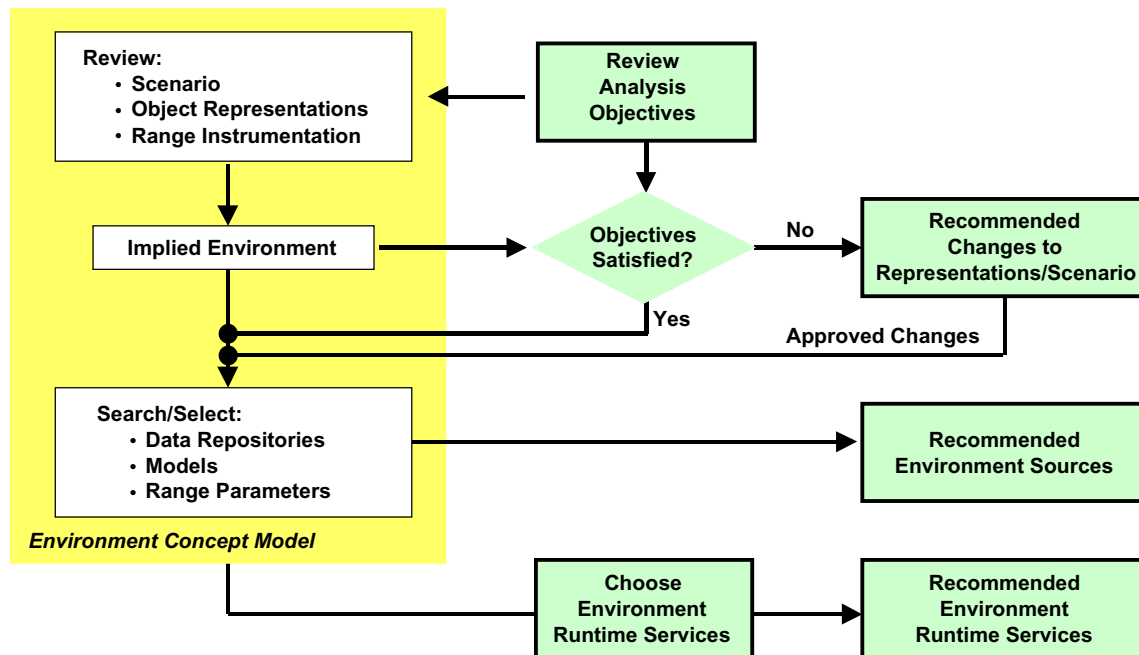 Review:
• Scenario
• Object Representations
• Range Instrumentation
Review
Analysis
Objectives
Implied Environment
Objectives
Satisfied?
No
Recommended
Changes to
Representations/Scenario
Yes
Approved Changes
Search/Select:
• Data Repositories
• Models
• Range Parameters
Recommended
Environment Sources
Environment Concept Model
Choose
Environment
Runtime Services
Recommended
Environment
Runtime Services